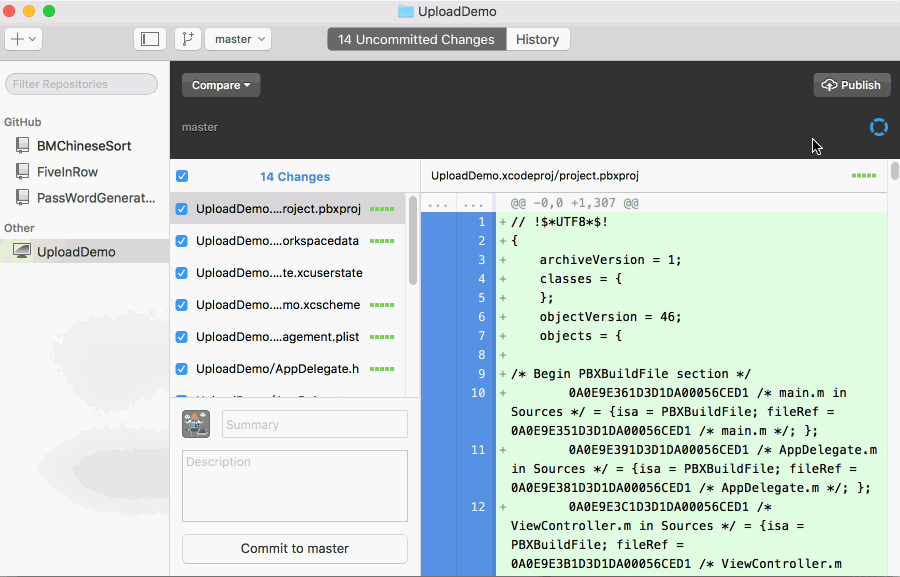 UploadDemo
master
14 Uncommitted Changes
History
Filter Repositories
Compare
Publish
master
GitHub
BMChineseSort
FiveInRow
PassWordGenerat...
Other
UploadDemo
14 Changes
UploadDemo....roject.pbxproj
UploadDemo....orkspacedata
UploadDemo....te.xcuserstate
UploadDemo....mo.xcscheme
UploadDemo....agement.plist
UploadDemo/AppDelegate.h
Summary
Description
Commit to master
UploadDemo.xcodeproj/project.pbxproj
... ... @@ -0,0 +1,307 @@
1 + // !$*UTF8*$!
2 + {
3 + archiveVersion = 1;
4 + classes = {
5 + };
6 + objectVersion = 46;
7 + objects = {
8 +
9 + /* Begin PBXBuildFile section */
10 + 0A0E9E361D3D1DA00056CED1 /* main.m in
Sources */ = {isa = PBXBuildFile; fileRef =
0A0E9E351D3D1DA00056CED1 /* main.m */; };
11 + 0A0E9E391D3D1DA00056CED1 /* AppDelegate.m
in Sources */ = {isa = PBXBuildFile; fileRef =
0A0E9E381D3D1DA00056CED1 /* AppDelegate.m */; };
12 + 0A0E9E3C1D3D1DA00056CED1 /*
ViewController.m in Sources */ = {isa =
PBXBuildFile; fileRef =
0A0E9E3B1D3D1DA00056CED1 /* ViewController.m